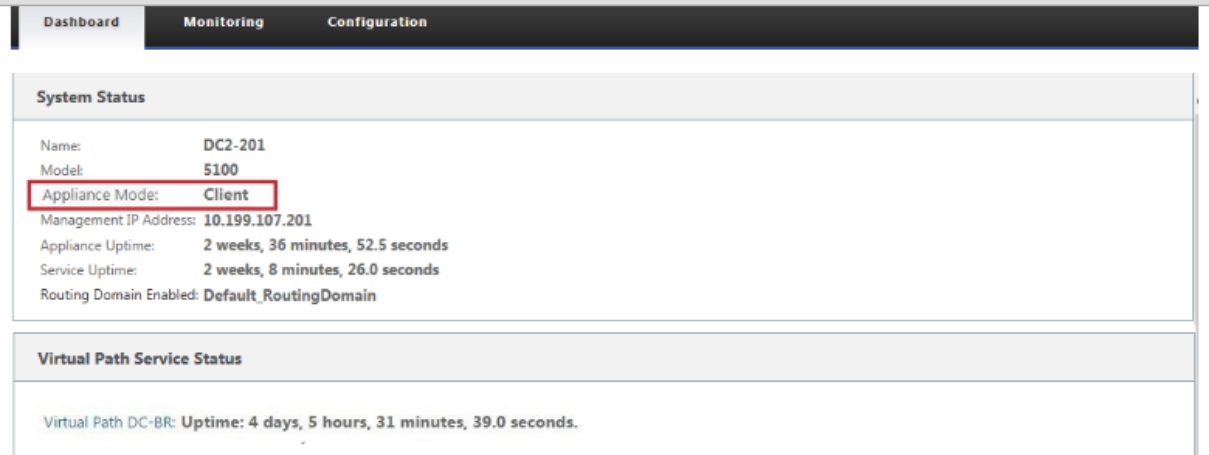 Dashboard Monitoring Configuration
System Status
Name: DC2-201
Model: 5100
Appliance Mode: Client
Management IP Address: 10.199.107.201
Appliance Uptime: 2 weeks, 36 minutes, 52.5 seconds
Service Uptime: 2 weeks, 8 minutes, 26.0 seconds
Routing Domain Enabled: Default_RoutingDomain
Virtual Path Service Status
Virtual Path DC-BR: Uptime: 4 days, 5 hours, 31 minutes, 39.0 seconds.